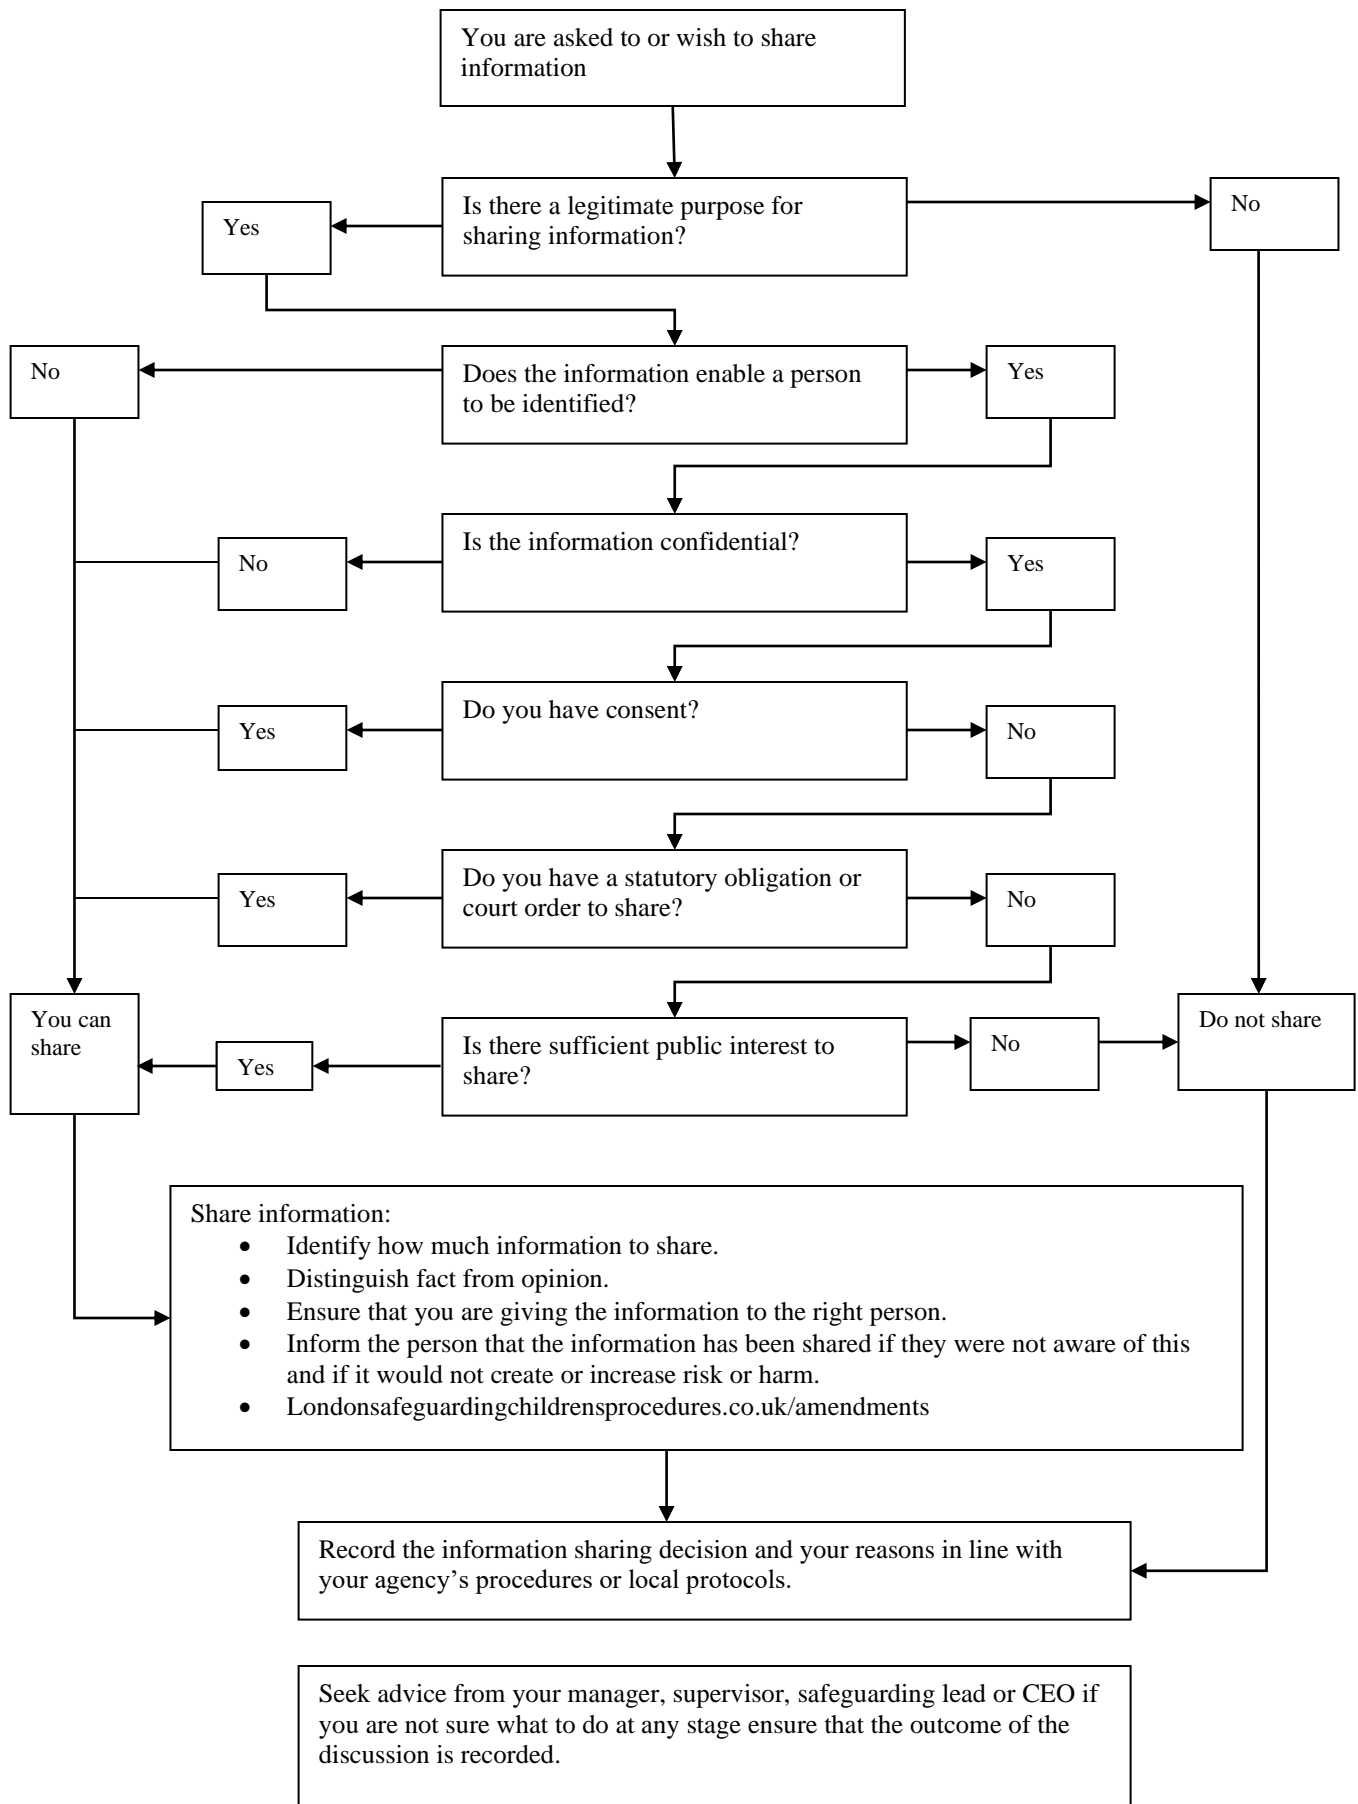 You are asked to or wish to share
information
Is there a legitimate purpose for
sharing information?
Yes
No
Does the information enable a person
to be identified?
No
Yes
Is the information confidential?
No
Yes
Do you have consent?
Yes
No
Do you have a statutory obligation or
court order to share?
Yes
No
You can
share
Yes
Is there sufficient public interest to
share?
No
Do not share
Share information:
• Identify how much information to share.
• Distinguish fact from opinion.
• Ensure that you are giving the information to the right person.
• Inform the person that the information has been shared if they were not aware of this
and if it would not create or increase risk or harm.
• Londonsafeguardingchildrensprocedures.co.uk/amendments
Record the information sharing decision and your reasons in line with
your agency’s procedures or local protocols.
Seek advice from your manager, supervisor, safeguarding lead or CEO if
you are not sure what to do at any stage ensure that the outcome of the
discussion is recorded.